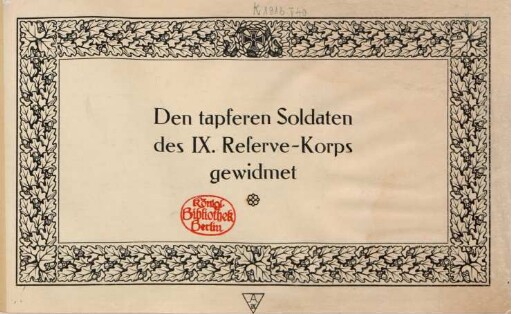 Den tapferen Soldaten
des IX. Reserve-Korps
gewidmet
Königl.
Bibliothek
Berlin